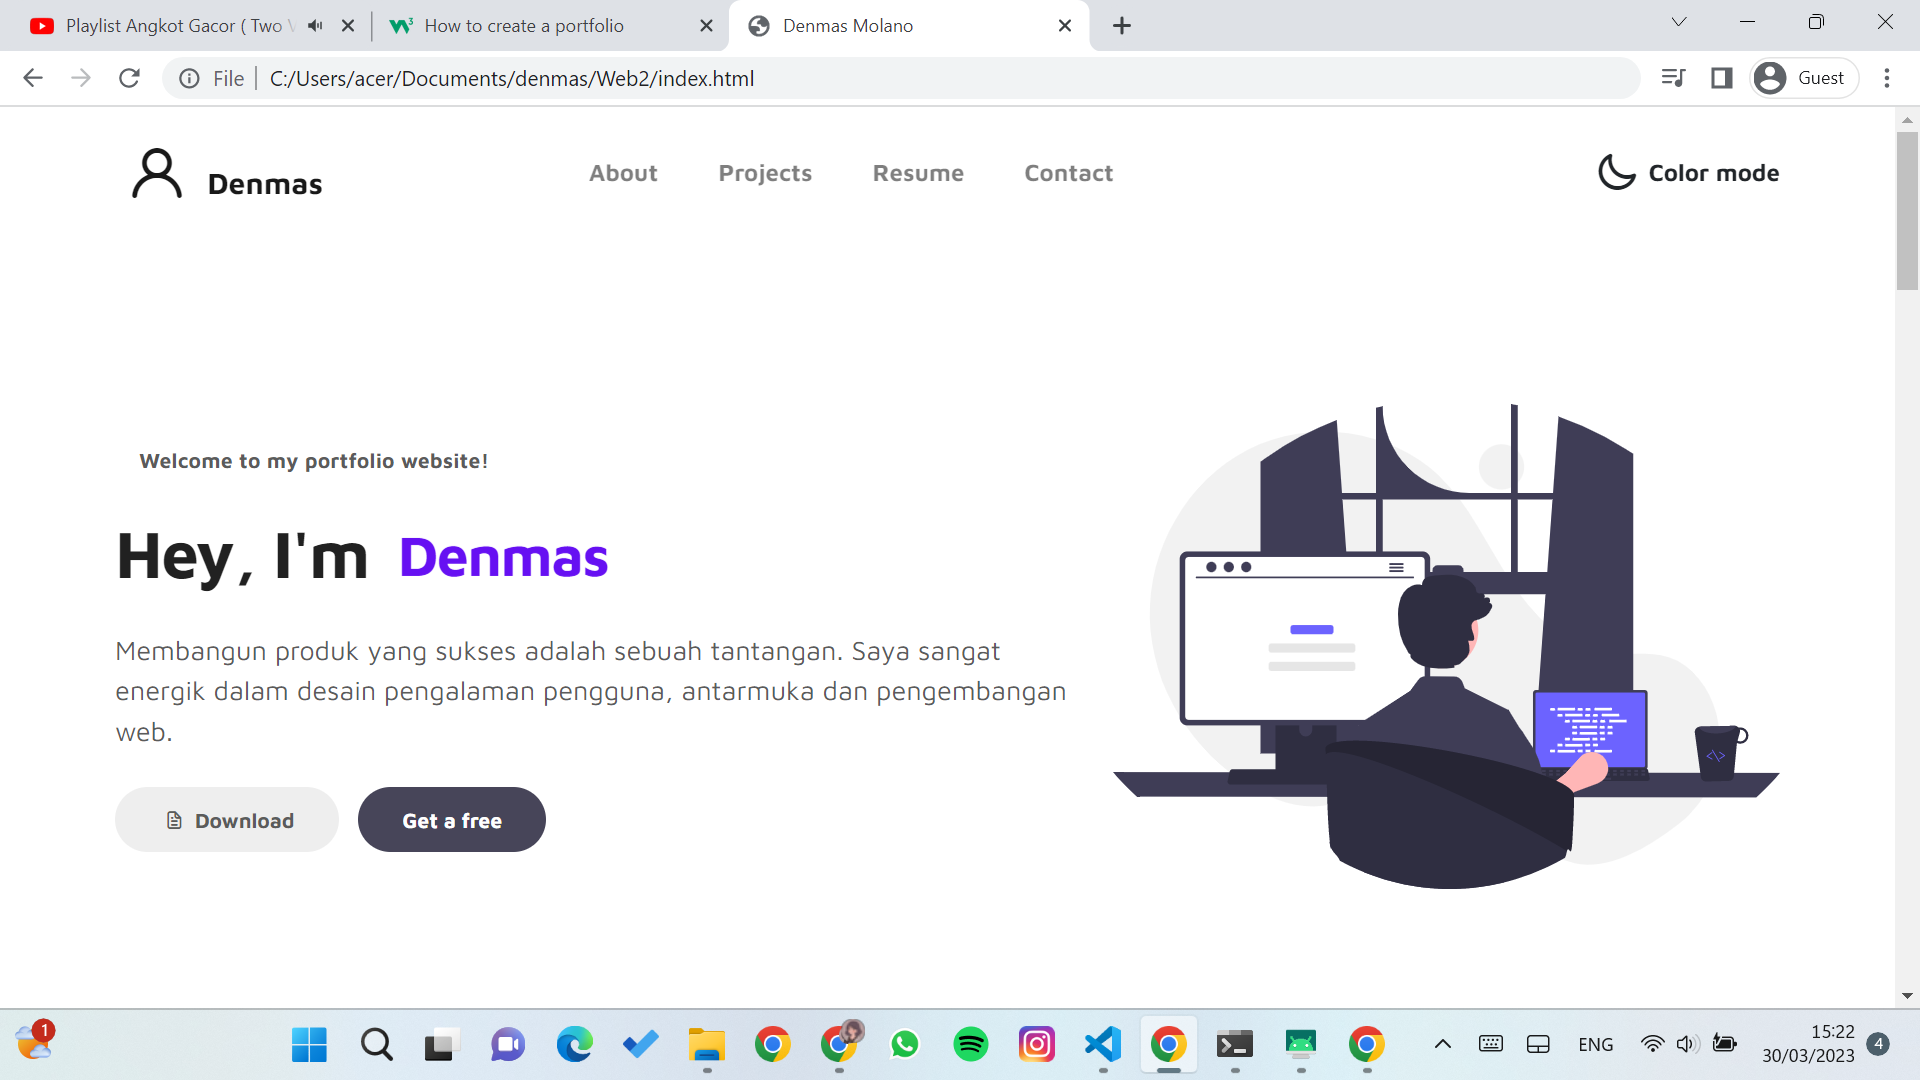 Playlist Angkot Gacor ( Two
How to create a portfolio
Denmas Molano
File
C:/Users/acer/Documents/denmas/Web2/index.html
Guest
Denmas
About
Projects
Resume
Contact
Color mode
Welcome to my portfolio website!
Hey, I'm Denmas
Membangun produk yang sukses adalah sebuah tantangan. Saya sangat
energik dalam desain pengalaman pengguna, antarmuka dan pengembangan
web.
Download
Get a free
</>
1
ENG
15:22
30/03/2023
4